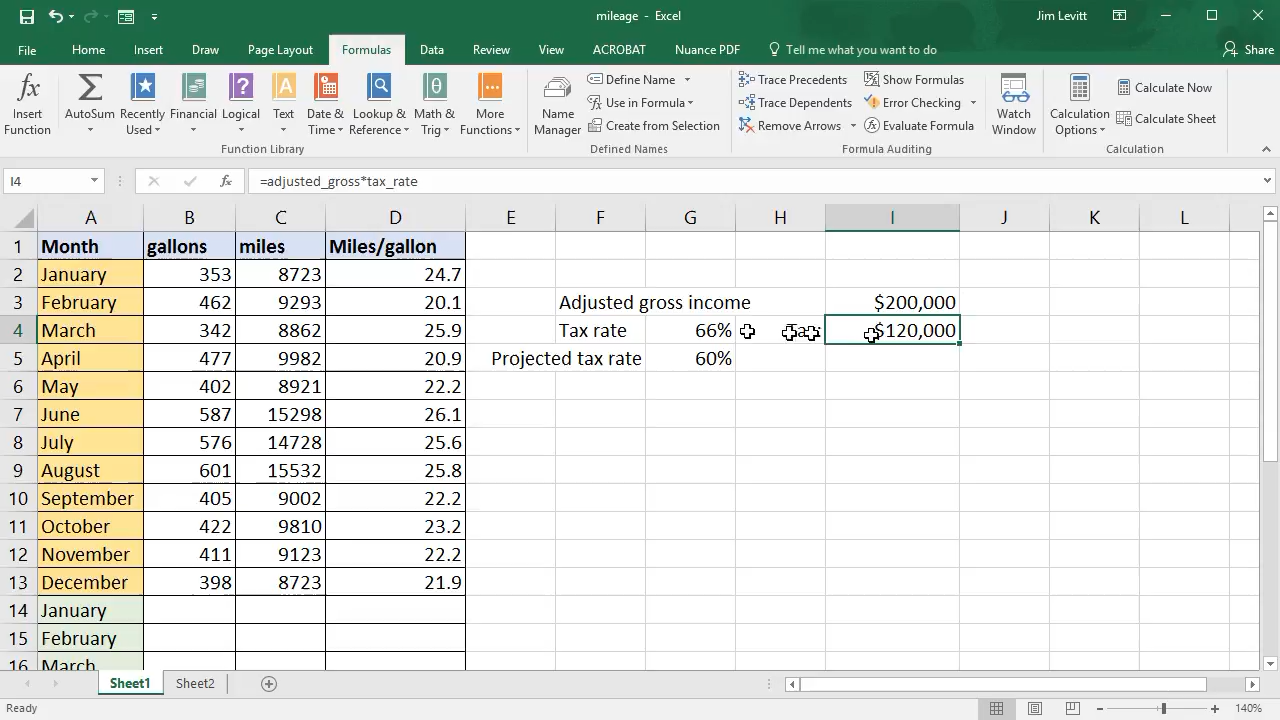 mileage - Excel
Jim Levitt
File Home Insert Draw Page Layout Formulas Data Review View ACROBAT Nuance PDF Tell me what you want to do Share
Insert Function
AutoSum
Recently Used
Financial
Logical
Text
Date & Time
Lookup & Reference
Math & Trig
More Functions
Function Library
Name Manager
Define Name
Use in Formula
Create from Selection
Defined Names
Trace Precedents
Trace Dependents
Remove Arrows
Show Formulas
Error Checking
Evaluate Formula
Formula Auditing
Watch Window
Calculation Options
Calculate Now
Calculate Sheet
Calculation
I4 fx =adjusted_gross*tax_rate
A B C D E F G H I J K L
1 Month gallons miles Miles/gallon
2 January 353 8723 24.7
3 February 462 9293 20.1 Adjusted gross income $200,000
4 March 342 8862 25.9 Tax rate 66% $120,000
5 April 477 9982 20.9 Projected tax rate 60%
6 May 402 8921 22.2
7 June 587 15298 26.1
8 July 576 14728 25.6
9 August 601 15532 25.8
10 September 405 9002 22.2
11 October 422 9810 23.2
12 November 411 9123 22.2
13 December 398 8723 21.9
14 January
15 February
16 March
Sheet1 Sheet2
Ready 140%